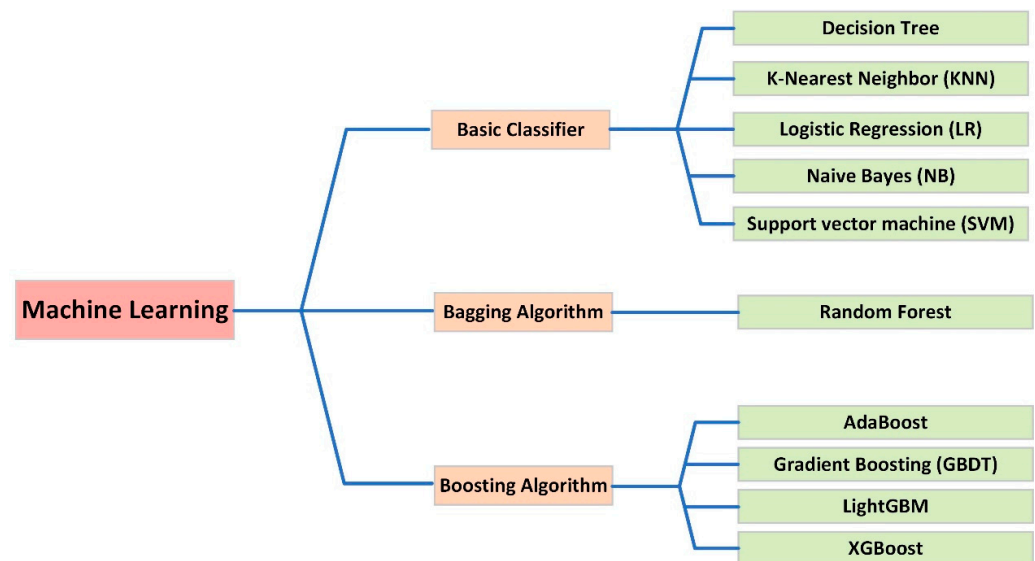 Machine Learning
Basic Classifier
Decision Tree
K-Nearest Neighbor (KNN)
Logistic Regression (LR)
Naive Bayes (NB)
Support vector machine (SVM)
Bagging Algorithm
Random Forest
Boosting Algorithm
AdaBoost
Gradient Boosting (GBDT)
LightGBM
XGBoost